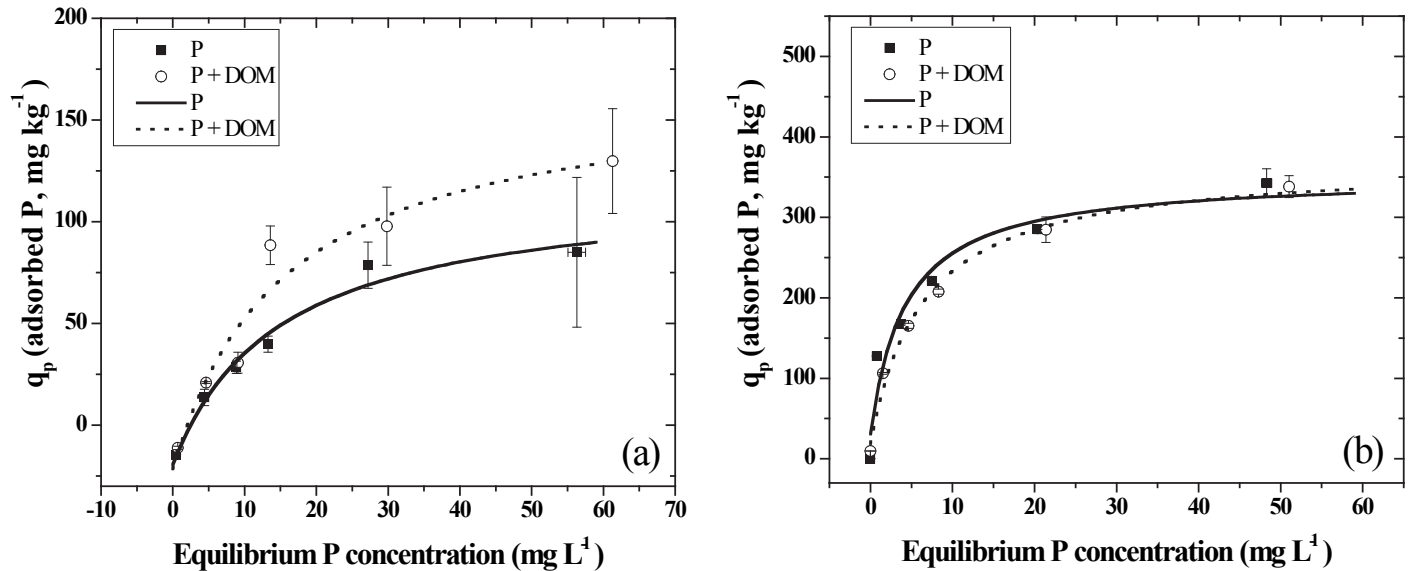 200
150
100
50
0
-10
0
10
20
30
40
50
60
70
P
P + DOM
P
P + DOM
qp (adsorbed P, mg kg-1)
Equilibrium P concentration (mg L-1)
(a)
500
400
300
200
100
0
0
10
20
30
40
50
60
P
P + DOM
P
P + DOM
qp (adsorbed P, mg kg-1)
Equilibrium P concentration (mg L-1)
(b)